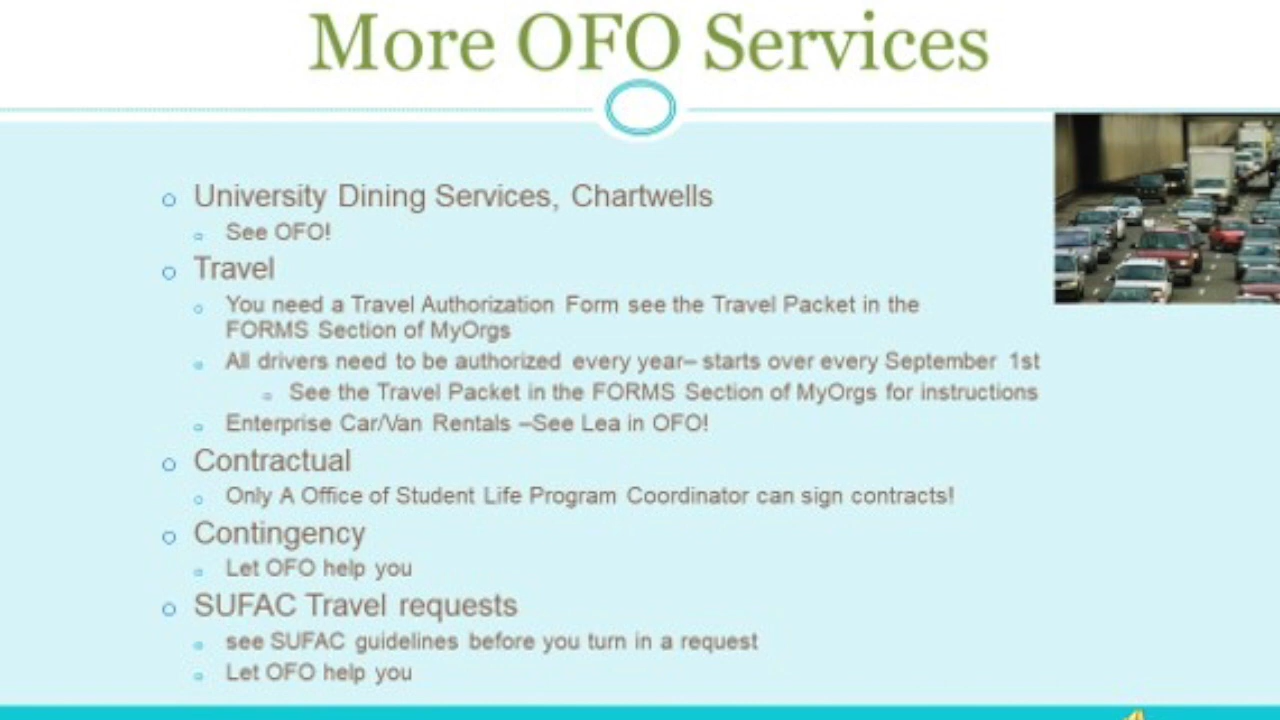 More OFO Services
University Dining Services, Chartwells
See OFO!
Travel
You need a Travel Authorization Form see the Travel Packet in the
FORMS Section of MyOrgs
All drivers need to be authorized every year– starts over every September 1st
See the Travel Packet in the FORMS Section of MyOrgs for instructions
Enterprise Car/Van Rentals –See Lea in OFO!
Contractual
Only A Office of Student Life Program Coordinator can sign contracts!
Contingency
Let OFO help you
SUFAC Travel requests
see SUFAC guidelines before you turn in a request
Let OFO help you